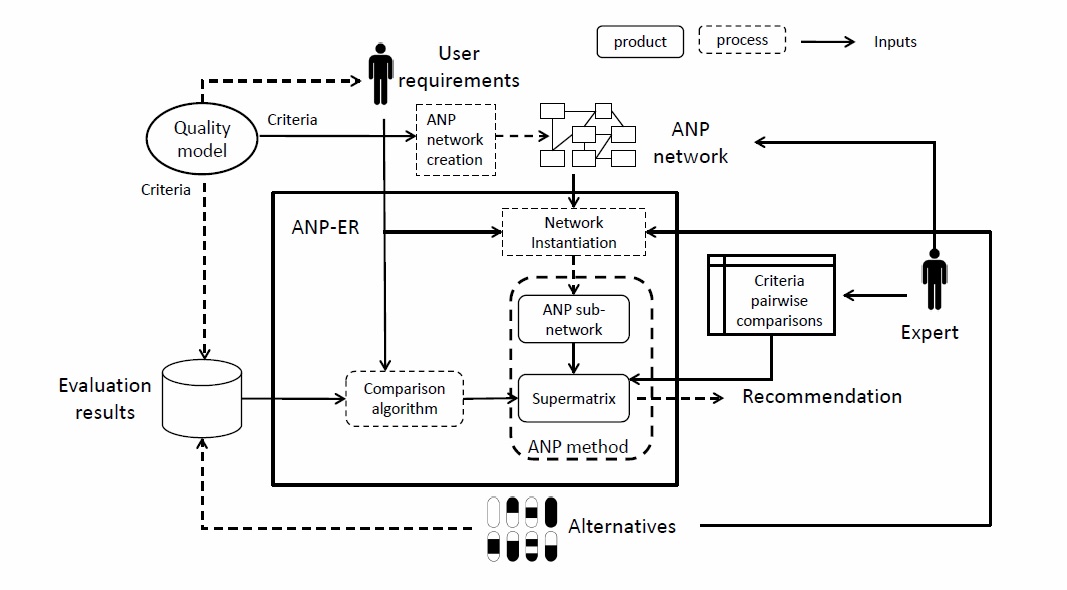 product
process
Inputs
User
requirements
Quality
model
Criteria
ANP
network
creation
ANP
network
Criteria
ANP-ER
Network
Instantiation
Criteria
pairwise
comparisons
Expert
ANP sub-
network
Evaluation
results
Comparison
algorithm
Supermatrix
Recommendation
ANP method
Alternatives